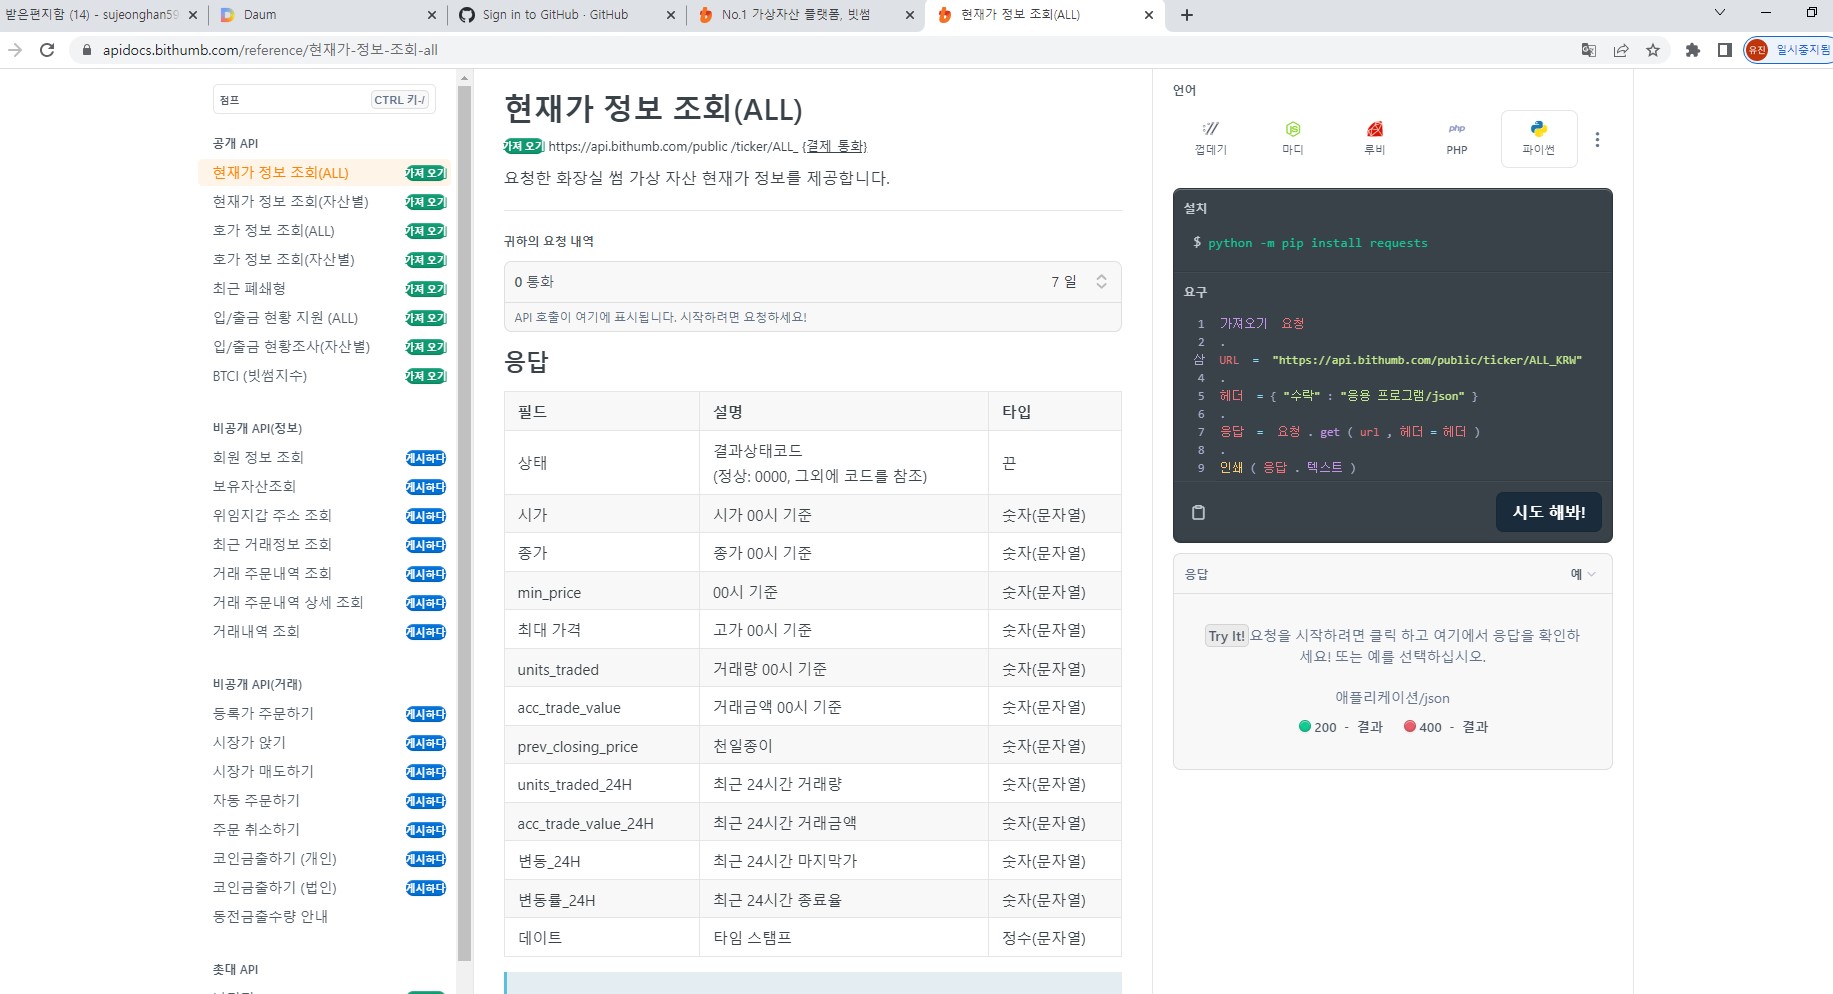 받은편지함 (14) - sujeonghan59
Daum
Sign in to GitHub · GitHub
No.1 가상자산 플랫폼, 빗썸
현재가 정보 조회(ALL)
apidocs.bithumb.com/reference/현재가-정보-조회-all
유진
일시중지됨
점프
CTRL 키-/
공개 API
현재가 정보 조회(ALL) 가져 오기
현재가 정보 조회(자산별) 가져 오기
호가 정보 조회(ALL) 가져 오기
호가 정보 조회(자산별) 가져 오기
최근 폐쇄형 가져 오기
입/출금 현황 지원 (ALL) 가져 오기
입/출금 현황조사(자산별) 가져 오기
BTCI (빗썸지수) 가져 오기
비공개 API(정보)
회원 정보 조회 게시하다
보유자산조회 게시하다
위임지갑 주소 조회 게시하다
최근 거래정보 조회 게시하다
거래 주문내역 조회 게시하다
거래 주문내역 상세 조회 게시하다
거래내역 조회 게시하다
비공개 API(거래)
등록가 주문하기 게시하다
시장가 앉기 게시하다
시장가 매도하기 게시하다
자동 주문하기 게시하다
주문 취소하기 게시하다
코인금출하기 (개인) 게시하다
코인금출하기 (법인) 게시하다
동전금출수량 안내
촛대 API
현재가 정보 조회(ALL)
가져 오기 https://api.bithumb.com/public /ticker/ALL_ {결제_통화}
요청한 화장실 썸 가상 자산 현재가 정보를 제공합니다.
귀하의 요청 내역
0 통화 7 일
API 호출이 여기에 표시됩니다. 시작하려면 요청하세요!
응답
필드 설명 타입
상태 결과상태코드
(정상: 0000, 그외에 코드를 참조) 끈
시가 시가 00시 기준 숫자(문자열)
종가 종가 00시 기준 숫자(문자열)
min_price 00시 기준 숫자(문자열)
최대 가격 고가 00시 기준 숫자(문자열)
units_traded 거래량 00시 기준 숫자(문자열)
acc_trade_value 거래금액 00시 기준 숫자(문자열)
prev_closing_price 천일종이 숫자(문자열)
units_traded_24H 최근 24시간 거래량 숫자(문자열)
acc_trade_value_24H 최근 24시간 거래금액 숫자(문자열)
변동_24H 최근 24시간 마지막가 숫자(문자열)
변동률_24H 최근 24시간 종료율 숫자(문자열)
데이트 타임 스탬프 정수(문자열)
언어
껍데기 마디 루비 PHP 파이썬
설치
$ python -m pip install requests
요구
1 가져오기 요청
2 .
삼 URL = "https://api.bithumb.com/public/ticker/ALL_KRW"
4 .
5 헤더 = { "수락" : "응용 프로그램/json" }
6 .
7 응답 = 요청 . get ( url , 헤더 = 헤더 )
8 .
9 인쇄 ( 응답 . 텍스트 )
시도 해봐!
응답 예
Try It! 요청을 시작하려면 클릭 하고 여기에서 응답을 확인하
세요! 또는 예를 선택하십시오.
애플리케이션/json
200 - 결과 400 - 결과